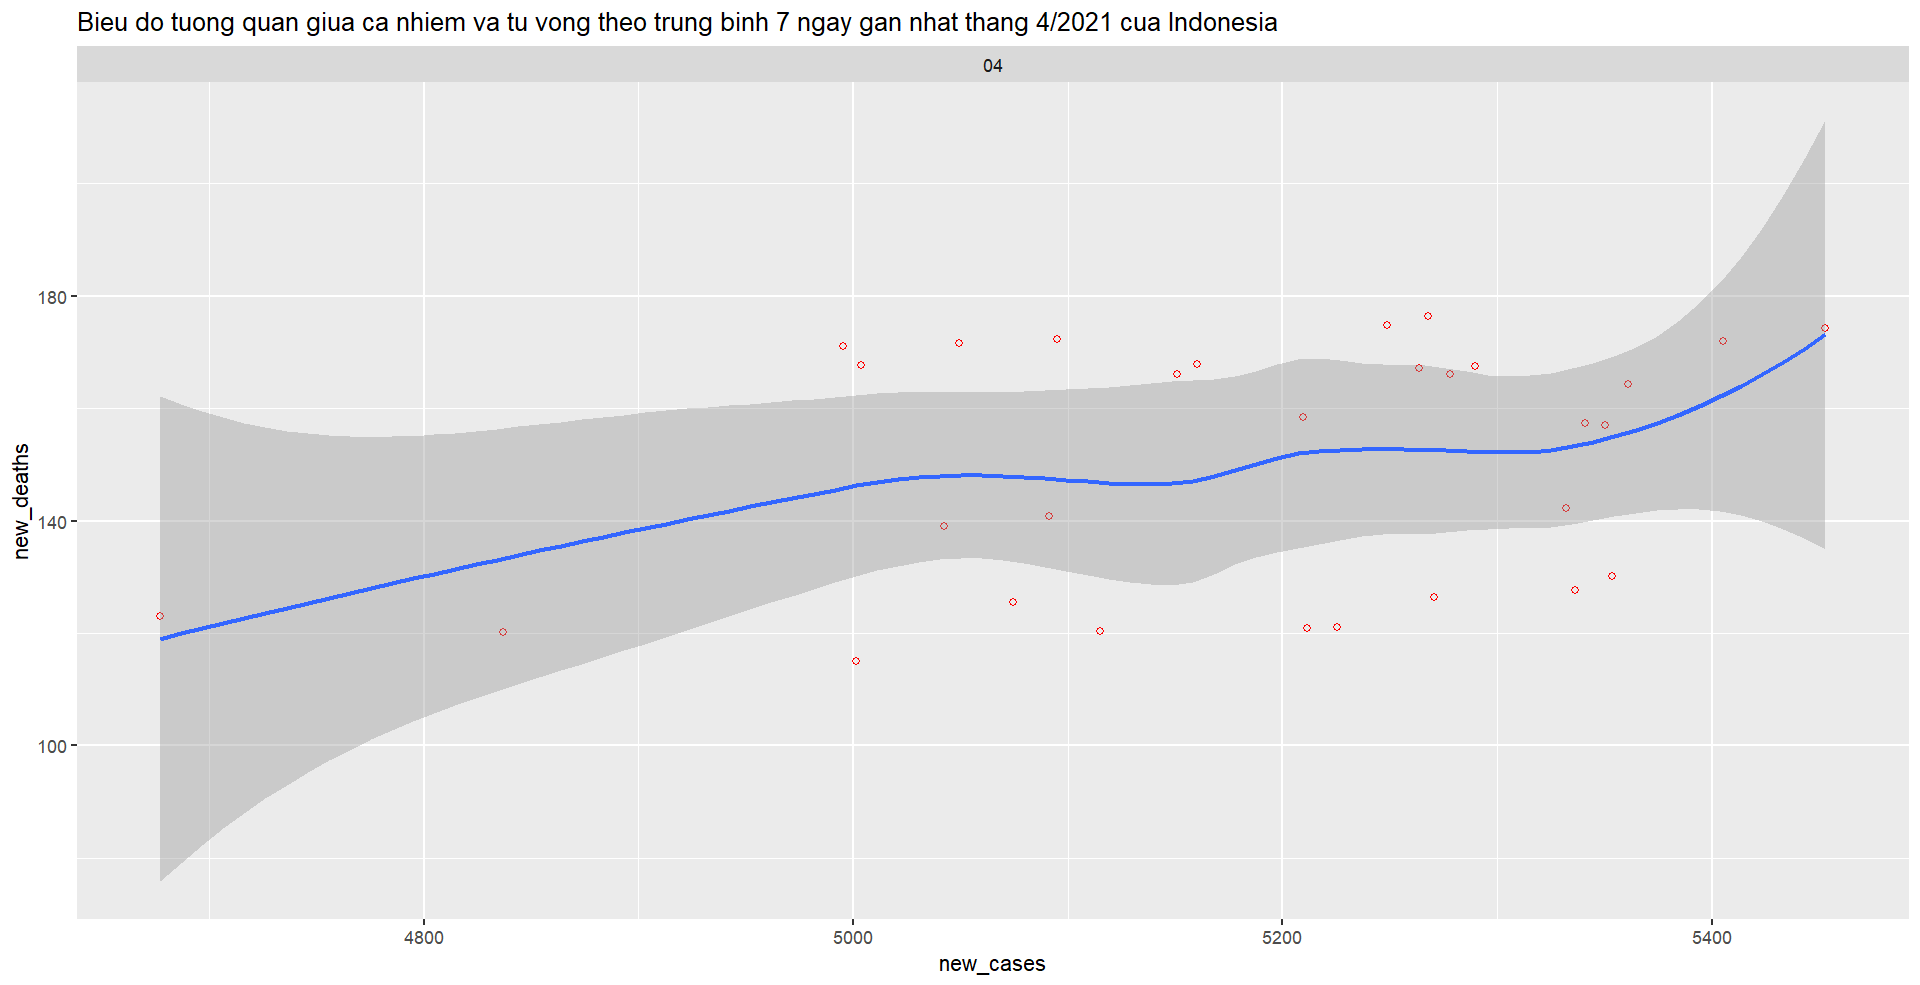 Bieu do tuong quan giua ca nhiem va tu vong theo trung binh 7 ngay gan nhat thang 4/2021 cua Indonesia
04
180
140
100
new_deaths
4800 5000 5200 5400
new_cases